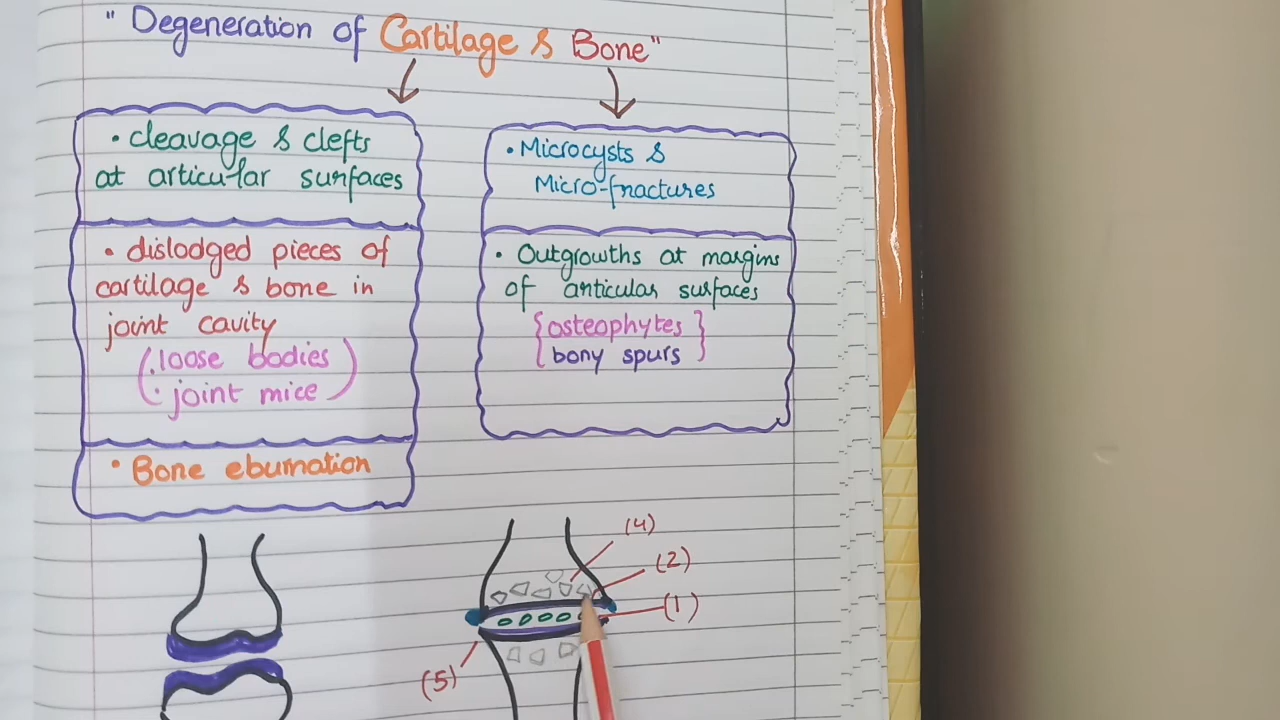 " Degeneration of Cartilage & Bone"
• cleavage & clefts
at articular surfaces
• dislodged pieces of
cartilage & bone in
joint cavity
(• loose bodies
• joint mice)
• Bone eburnation
• Microcysts &
Micro-fractures
• Outgrowths at margins
of articular surfaces
{osteophytes
bony spurs}
(4)
(2)
(1)
(5)